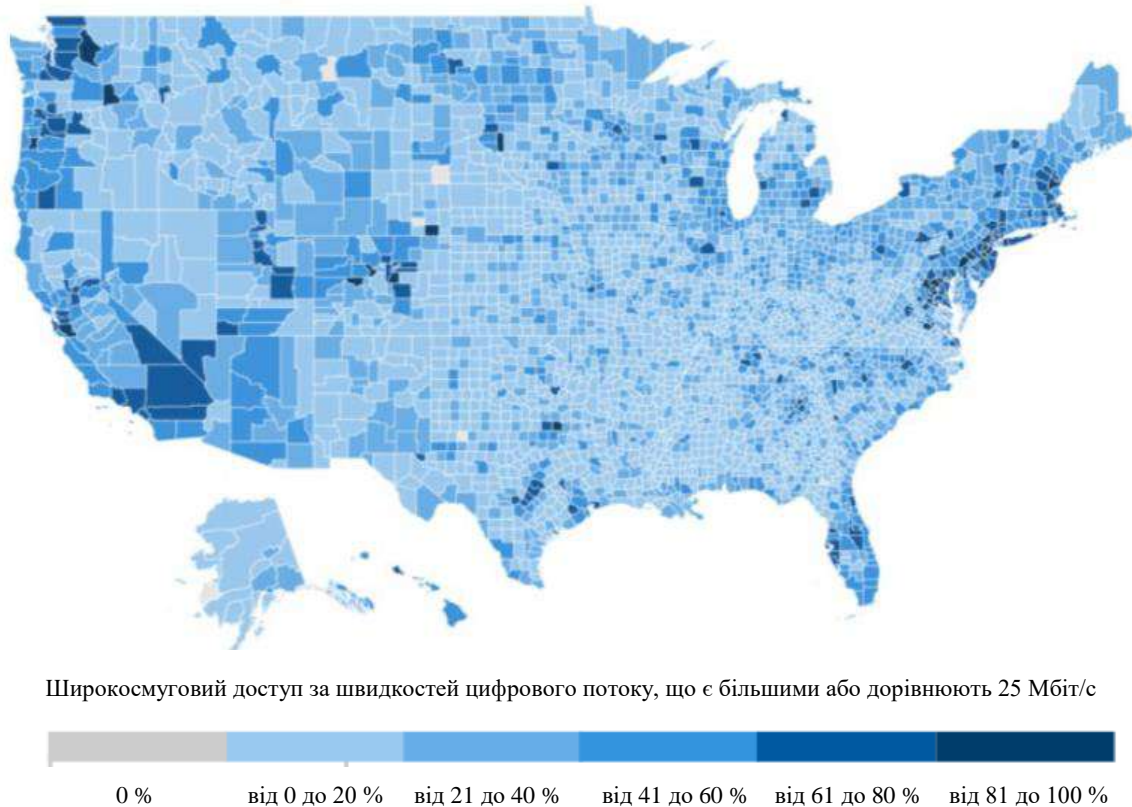 Широкосмуговий доступ за швидкостей цифрового потоку, що є більшими або дорівнюють 25 Мбіт/с
0 % від 0 до 20 % від 21 до 40 % від 41 до 60 % від 61 до 80 % від 81 до 100 %